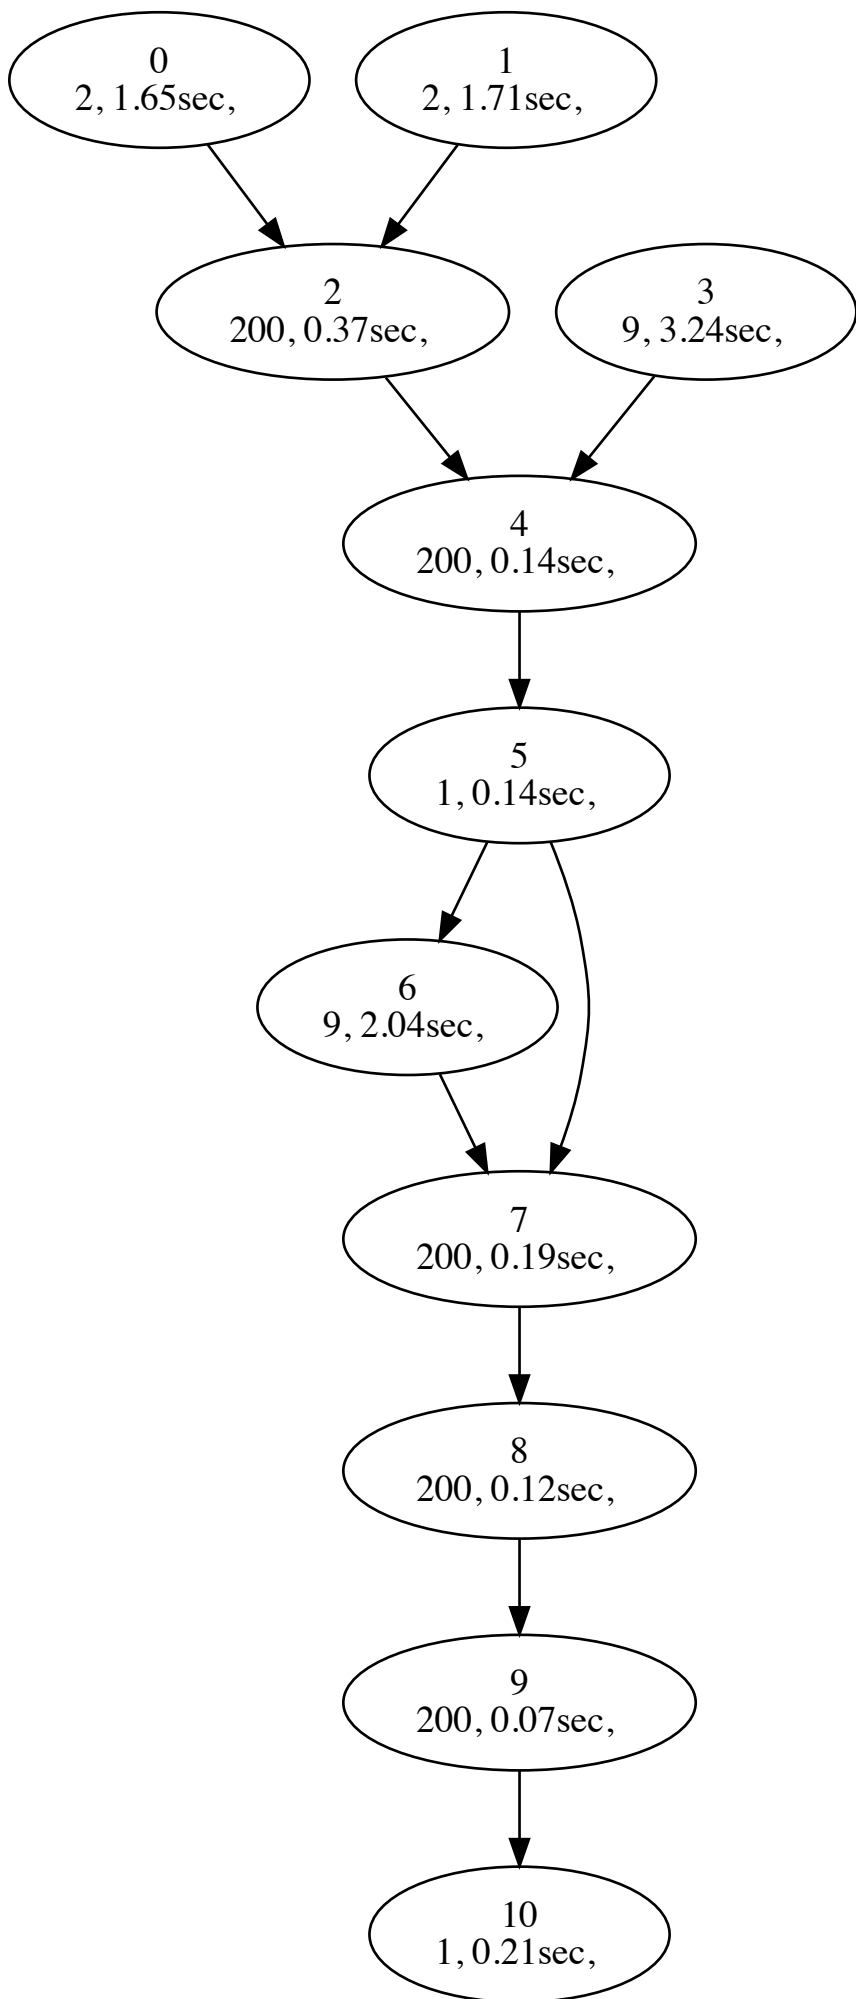 0
2, 1.65sec,
1
2, 1.71sec,
2
200, 0.37sec,
3
9, 3.24sec,
4
200, 0.14sec,
5
1, 0.14sec,
6
9, 2.04sec,
7
200, 0.19sec,
8
200, 0.12sec,
9
200, 0.07sec,
10
1, 0.21sec,